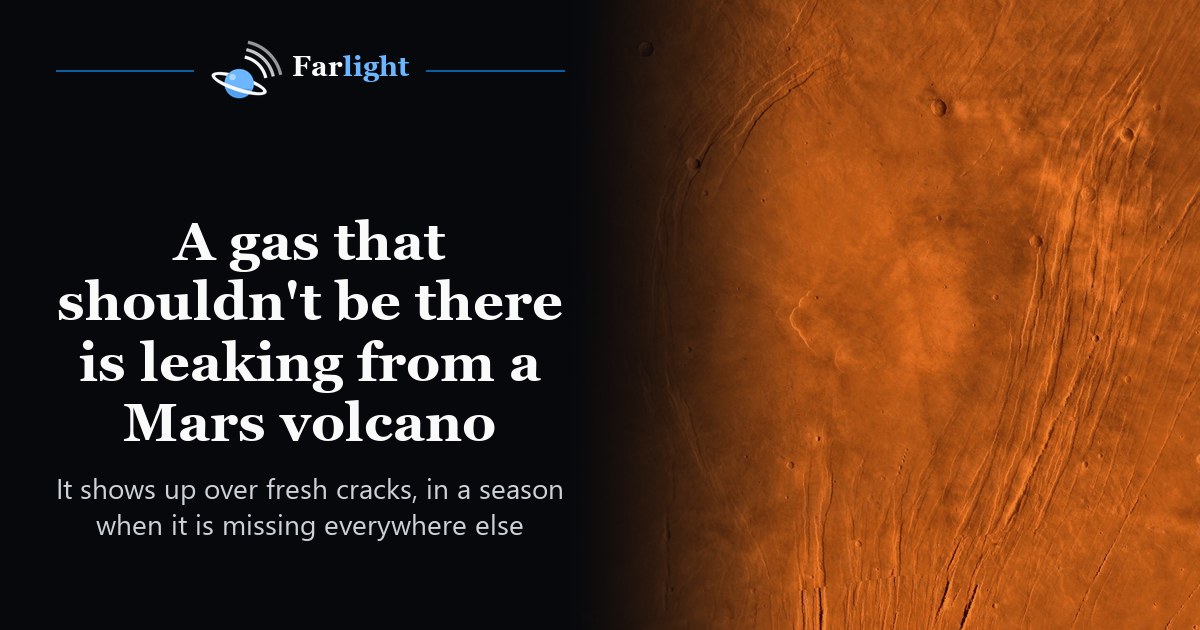 Farlight
A gas that
shouldn't be there
is leaking from a
Mars volcano
It shows up over fresh cracks, in a season
when it is missing everywhere else